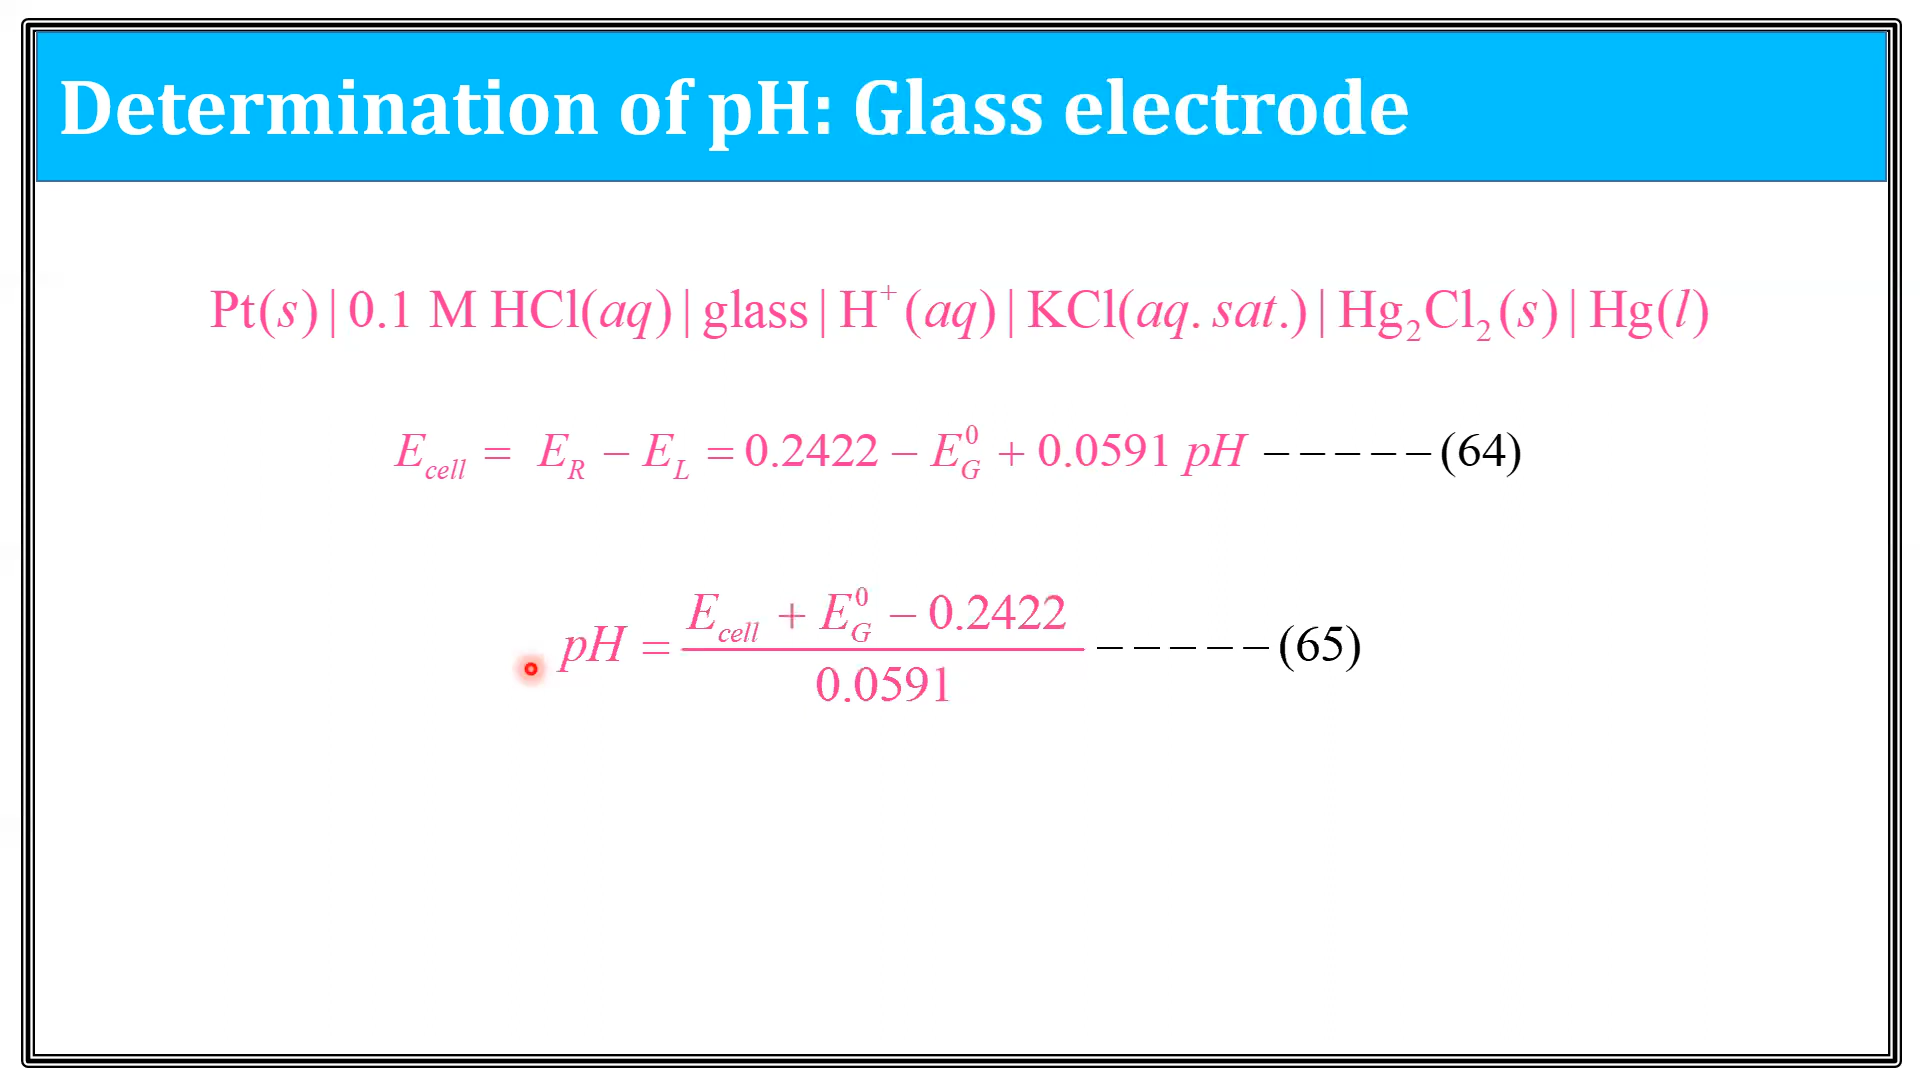 Determination of pH: Glass electrode
Pt(s) | 0.1 M HCl(aq) | glass | H⁺(aq) | KCl(aq. sat.) | Hg₂Cl₂(s) | Hg(l)
E_cell = E_R − E_L = 0.2422 − E_G^0 + 0.0591 pH −−−−−(64)
pH = (E_cell + E_G^0 − 0.2422) / 0.0591 −−−−−(65)